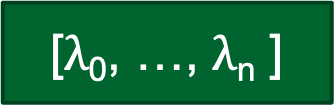 [λ₀, …, λₙ ]